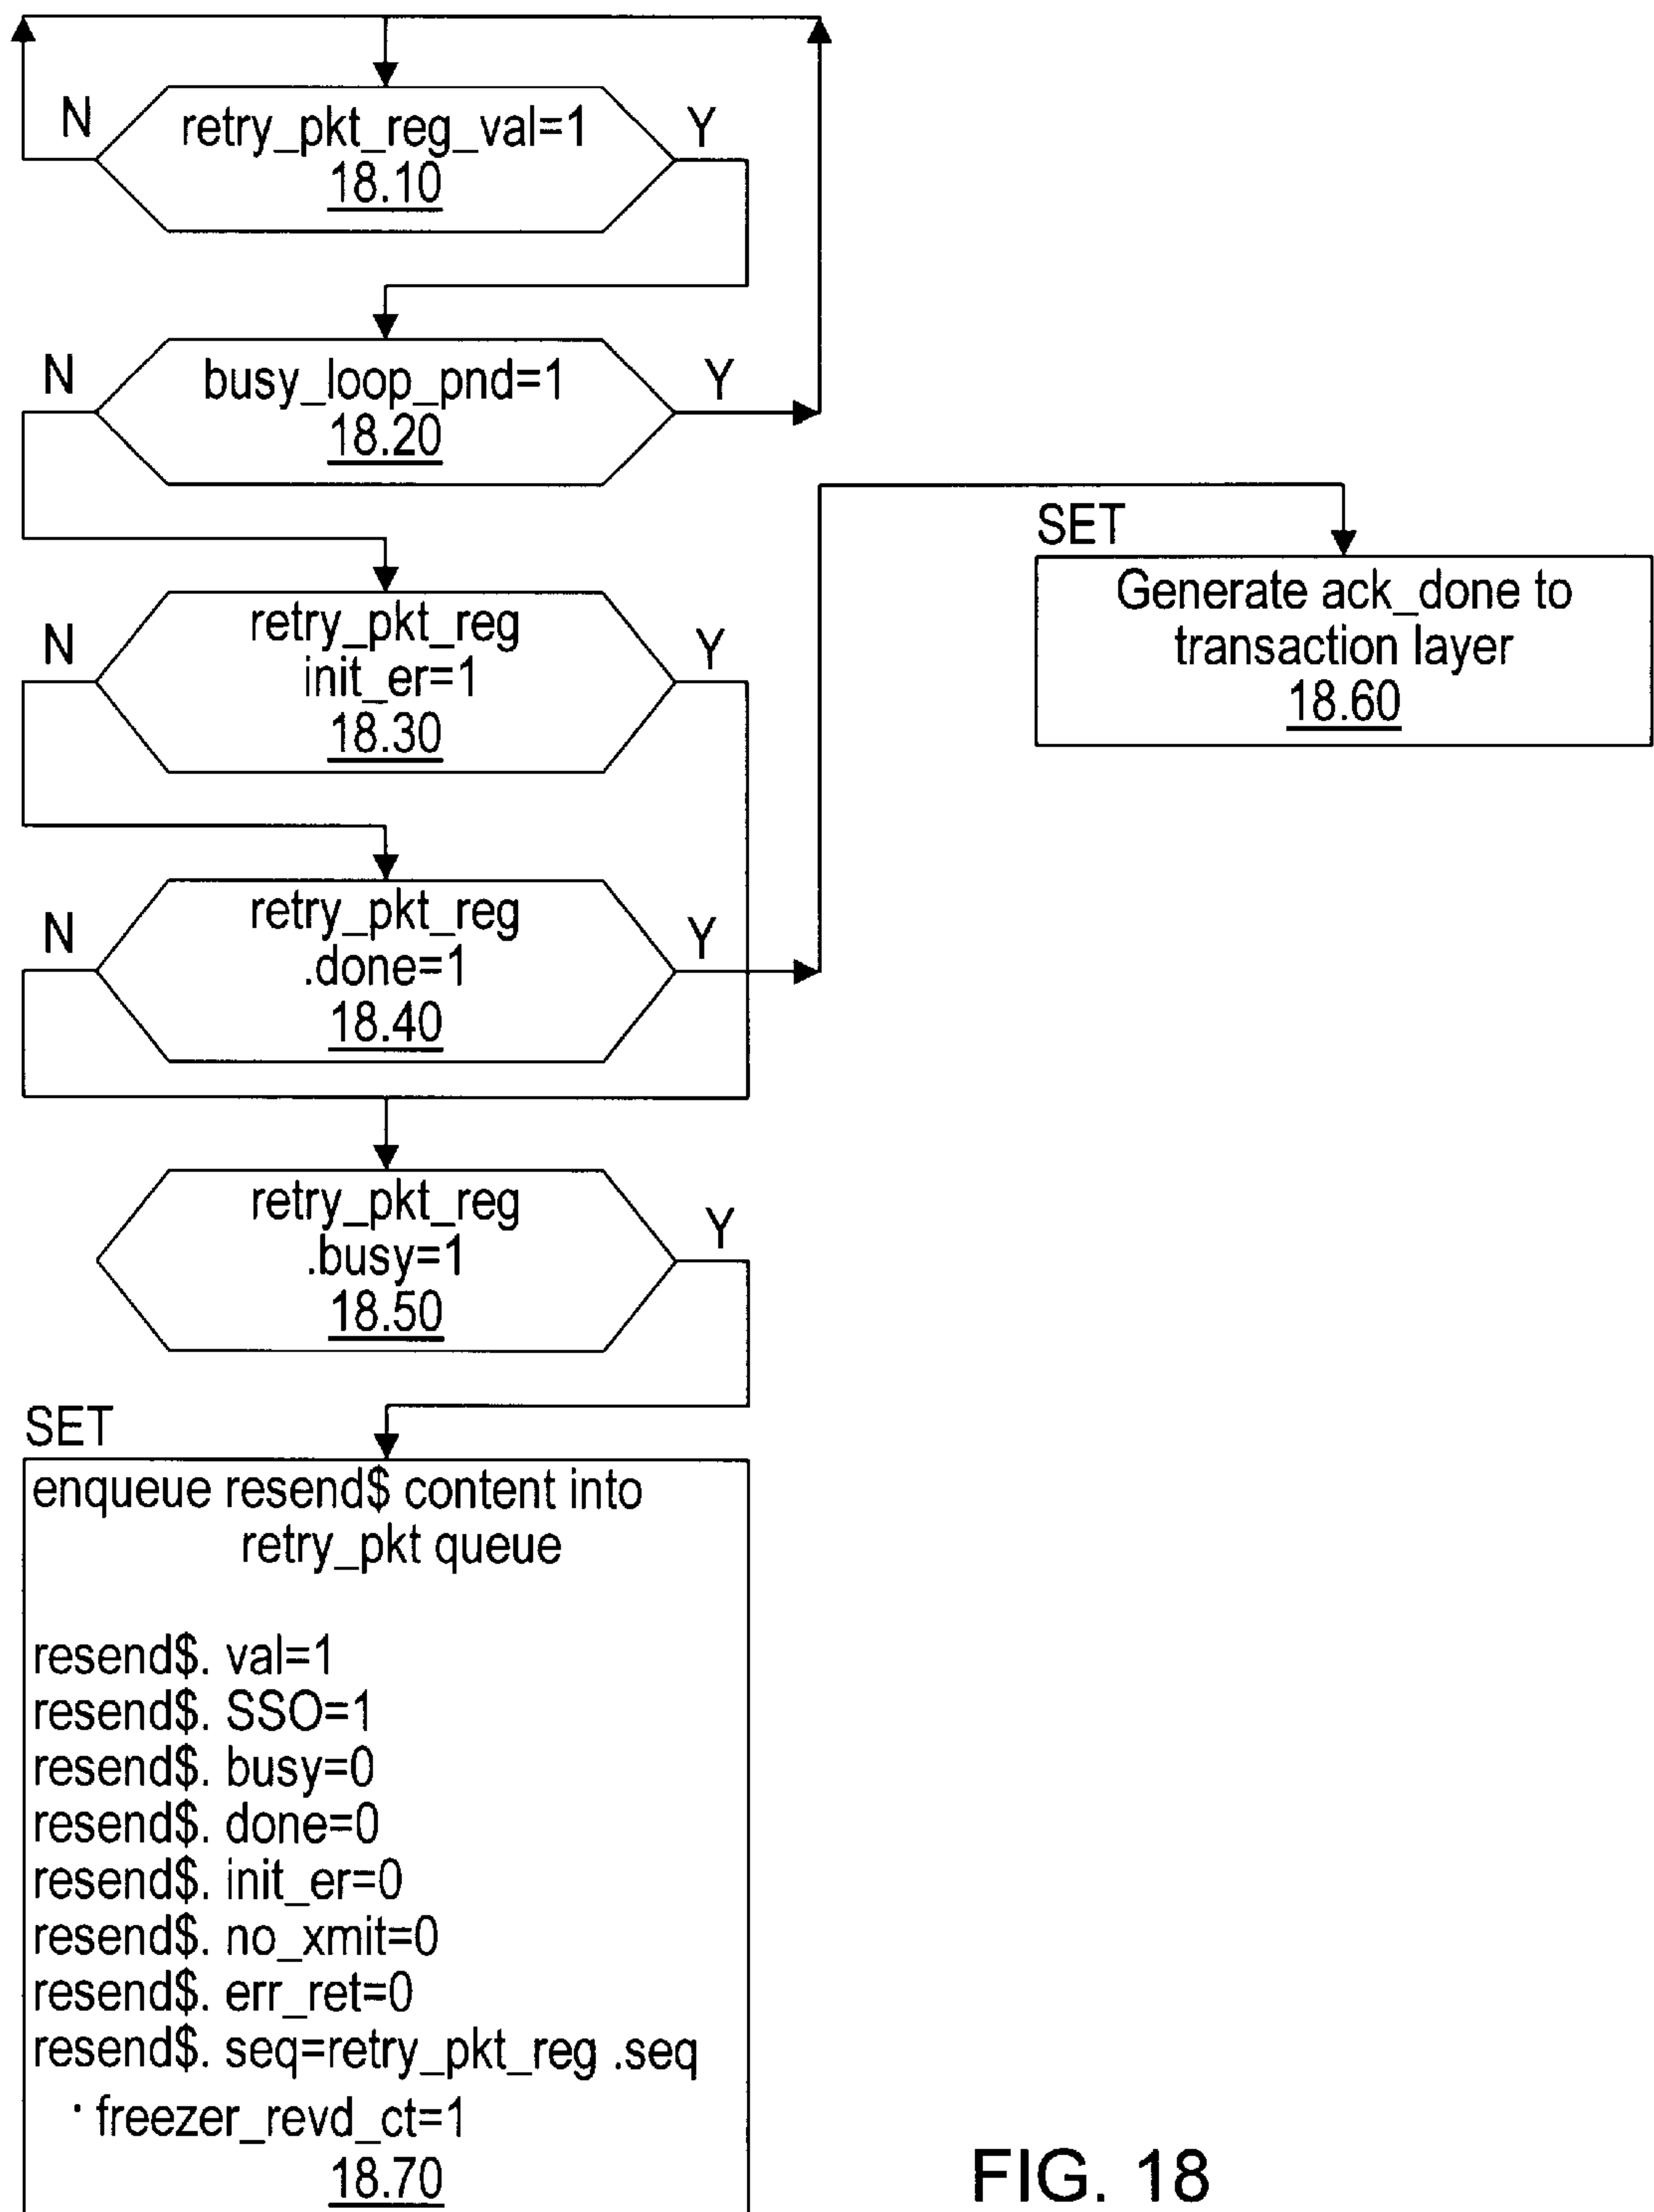 N
retry_pkt_reg_val=1
Y
18.10
N
busy_loop_pnd=1
Y
18.20
SET
Generate ack_done to
transaction layer
18.60
N
retry_pkt_reg
Y
init_er=1
18.30
N
retry_pkt_reg
Y
.done=1
18.40
retry_pkt_reg
Y
.busy=1
18.50
SET
enqueue resend$ content into
retry_pkt queue
resend$. val=1
resend$. SSO=1
resend$. busy=0
resend$. done=0
resend$. init_er=0
resend$. no_xmit=0
resend$. err_ret=0
resend$. seq=retry_pkt_reg .seq
· freezer_revd_ct=1
18.70
FIG. 18